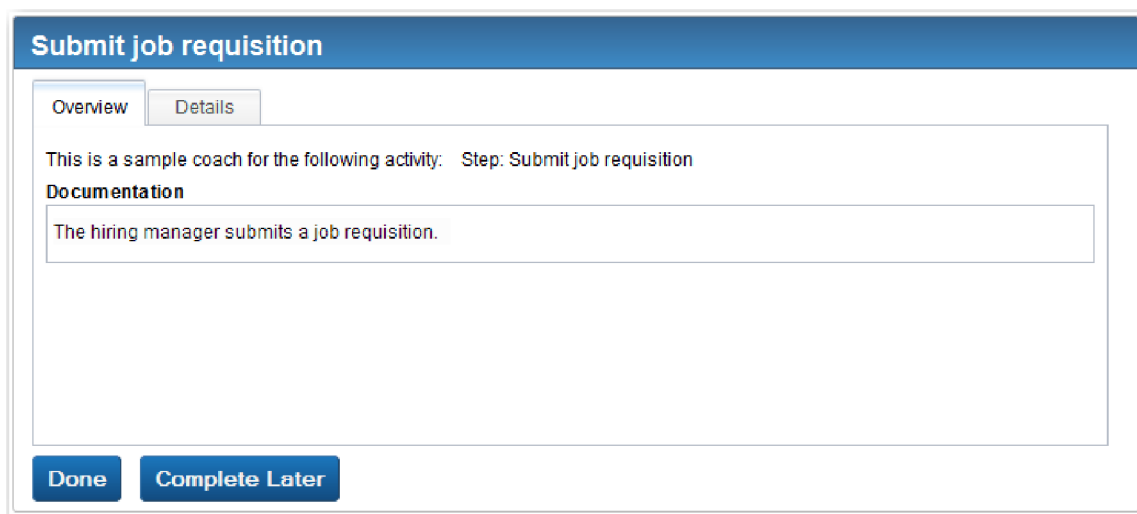 Submit job requisition
Overview Details
This is a sample coach for the following activity: Step: Submit job requisition
Documentation
The hiring manager submits a job requisition.
Done Complete Later